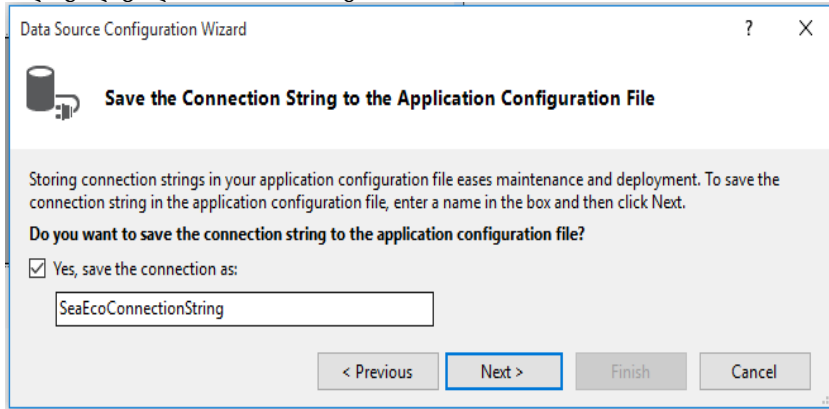 Data Source Configuration Wizard ? X
Save the Connection String to the Application Configuration File
Storing connection strings in your application configuration file eases maintenance and deployment. To save the
connection string in the application configuration file, enter a name in the box and then click Next.
Do you want to save the connection string to the application configuration file?
Yes, save the connection as:
SeaEcoConnectionString
< Previous Next > Finish Cancel